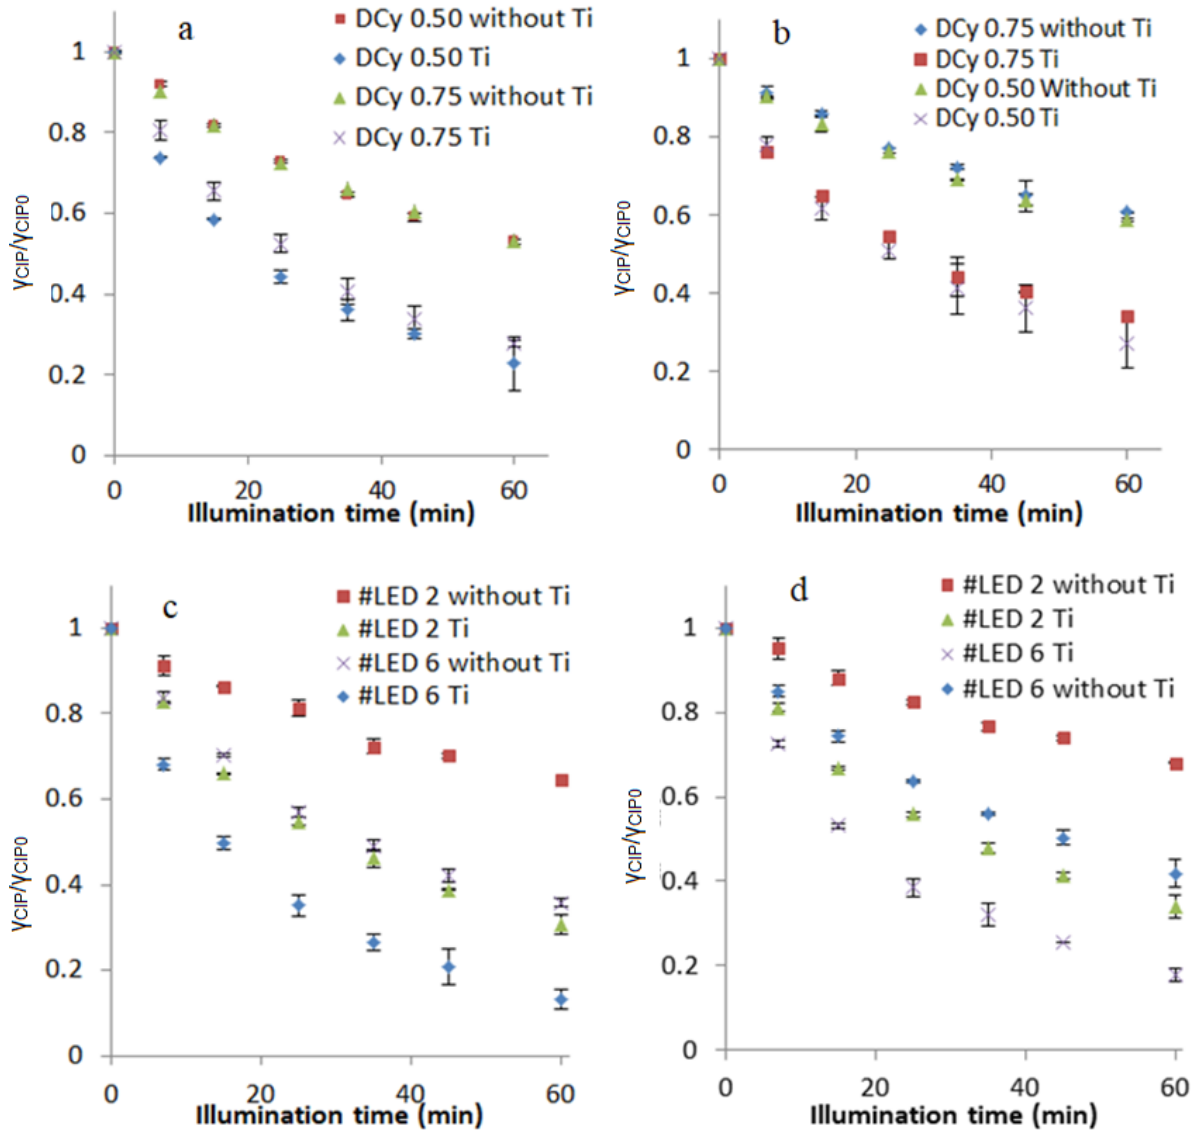 a
DCy 0.50 without Ti
DCy 0.50 Ti
DCy 0.75 without Ti
DCy 0.75 Ti
1
0.8
0.6
0.4
0.2
0
γCIP/γCIP0
0 20 40 60
Illumination time (min)
b
DCy 0.75 without Ti
DCy 0.75 Ti
DCy 0.50 Without Ti
DCy 0.50 Ti
1
0.8
0.6
0.4
0.2
0
γCIP/γCIP0
0 20 40 60
Illumination time (min)
c
#LED 2 without Ti
#LED 2 Ti
#LED 6 without Ti
#LED 6 Ti
1
0.8
0.6
0.4
0.2
0
γCIP/γCIP0
0 20 40 60
Illumination time (min)
d
#LED 2 without Ti
#LED 2 Ti
#LED 6 Ti
#LED 6 without Ti
1
0.8
0.6
0.4
0.2
0
γCIP/γCIP0
0 20 40 60
Illumination time (min)